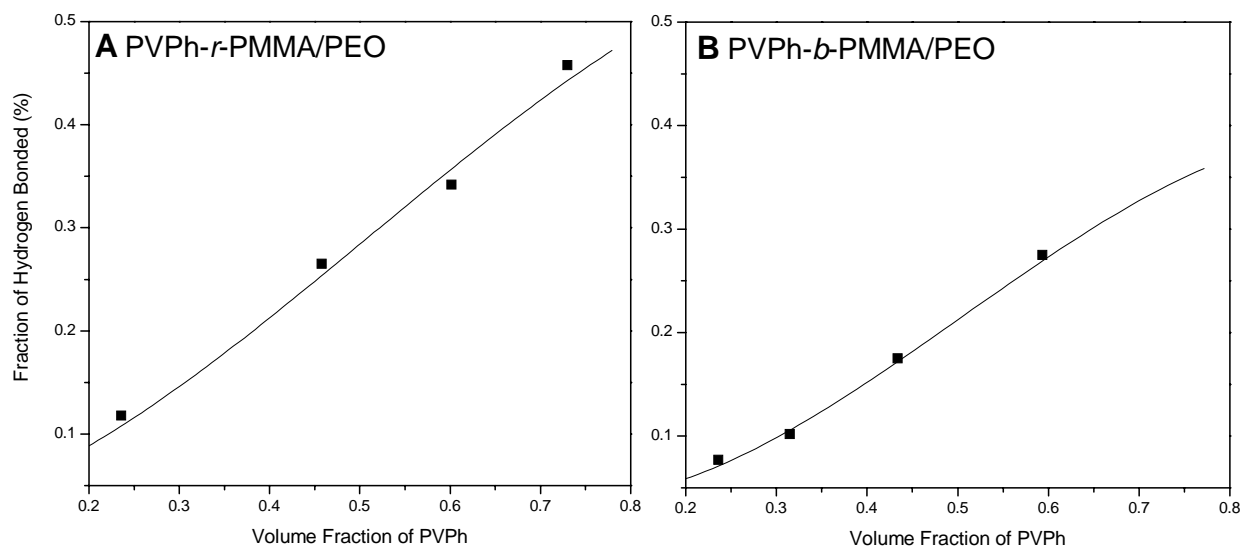 A PVPh-r-PMMA/PEO
0.5
0.4
0.3
0.2
0.1
Fraction of Hydrogen Bonded (%)
0.2 0.3 0.4 0.5 0.6 0.7 0.8
Volume Fraction of PVPh
B PVPh-b-PMMA/PEO
0.5
0.4
0.3
0.2
0.1
0.2 0.3 0.4 0.5 0.6 0.7 0.8
Volume Fraction of PVPh